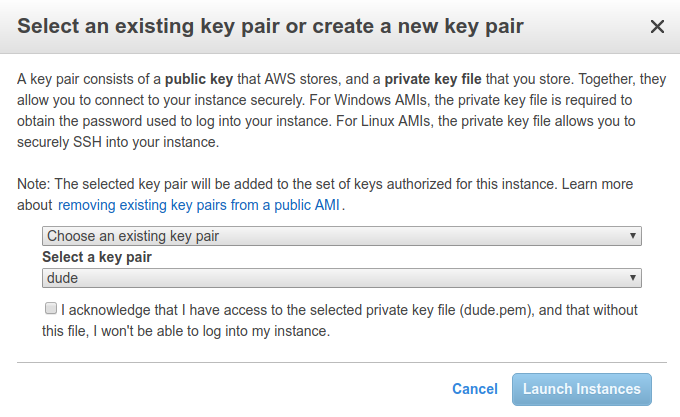 Select an existing key pair or create a new key pair
A key pair consists of a public key that AWS stores, and a private key file that you store. Together, they
allow you to connect to your instance securely. For Windows AMIs, the private key file is required to
obtain the password used to log into your instance. For Linux AMIs, the private key file allows you to
securely SSH into your instance.
Note: The selected key pair will be added to the set of keys authorized for this instance. Learn more
about removing existing key pairs from a public AMI.
Choose an existing key pair
Select a key pair
dude
I acknowledge that I have access to the selected private key file (dude.pem), and that without
this file, I won't be able to log into my instance.
Cancel Launch Instances